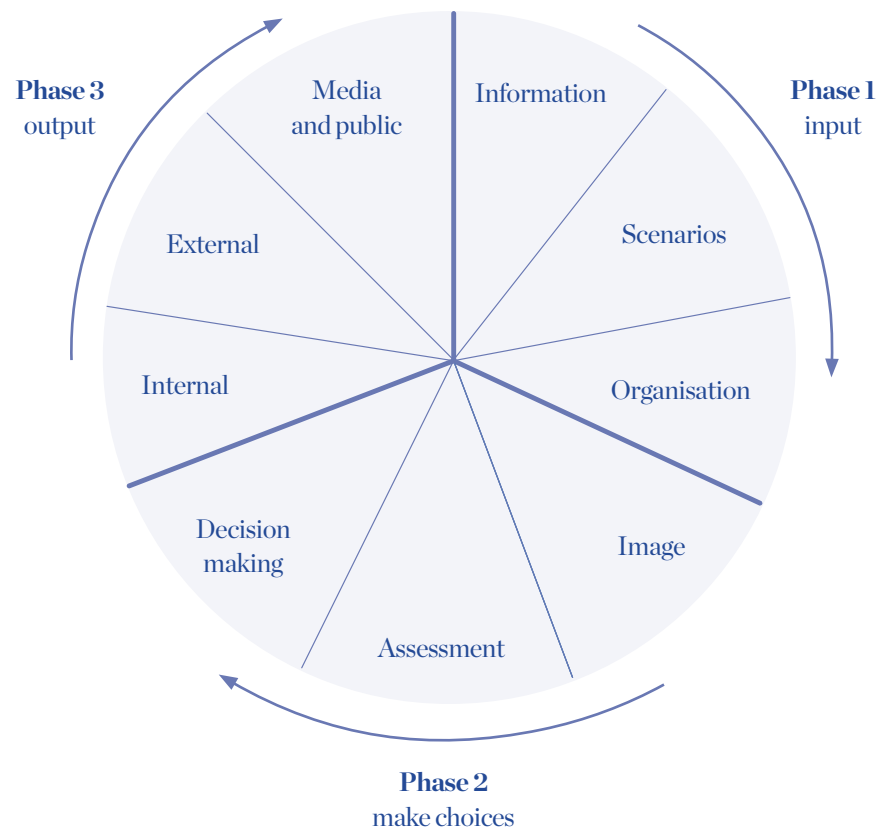 Phase 1
input
Information
Scenarios
Organisation
Phase 2
make choices
Image
Assessment
Decision
making
Phase 3
output
Internal
External
Media
and public